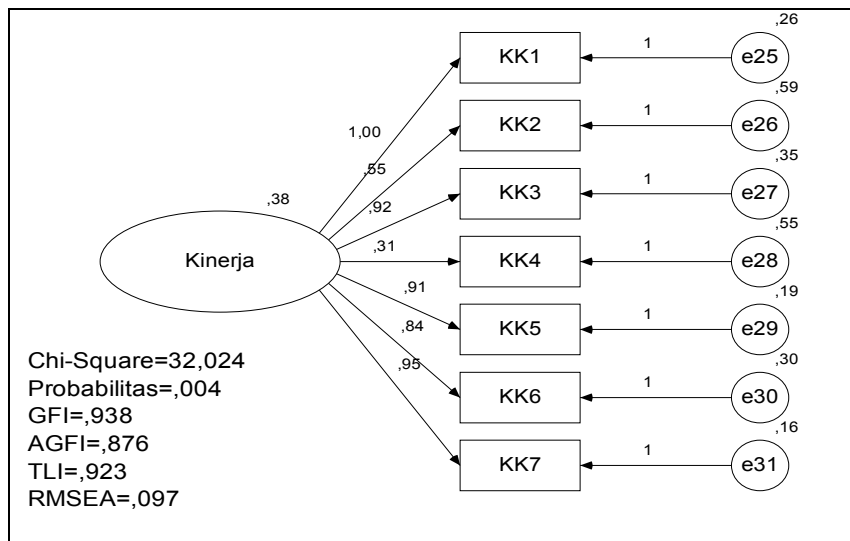 ,26
KK1
1
e25
,59
1,00
KK2
1
e26
,55
,35
,38
,92
KK3
1
e27
,55
Kinerja
,31
KK4
1
e28
,91
,19
KK5
1
e29
,84
,30
Chi-Square=32,024
,95
KK6
1
e30
Probabilitas=,004
GFI=,938
,16
AGFI=,876
KK7
1
e31
TLI=,923
RMSEA=,097